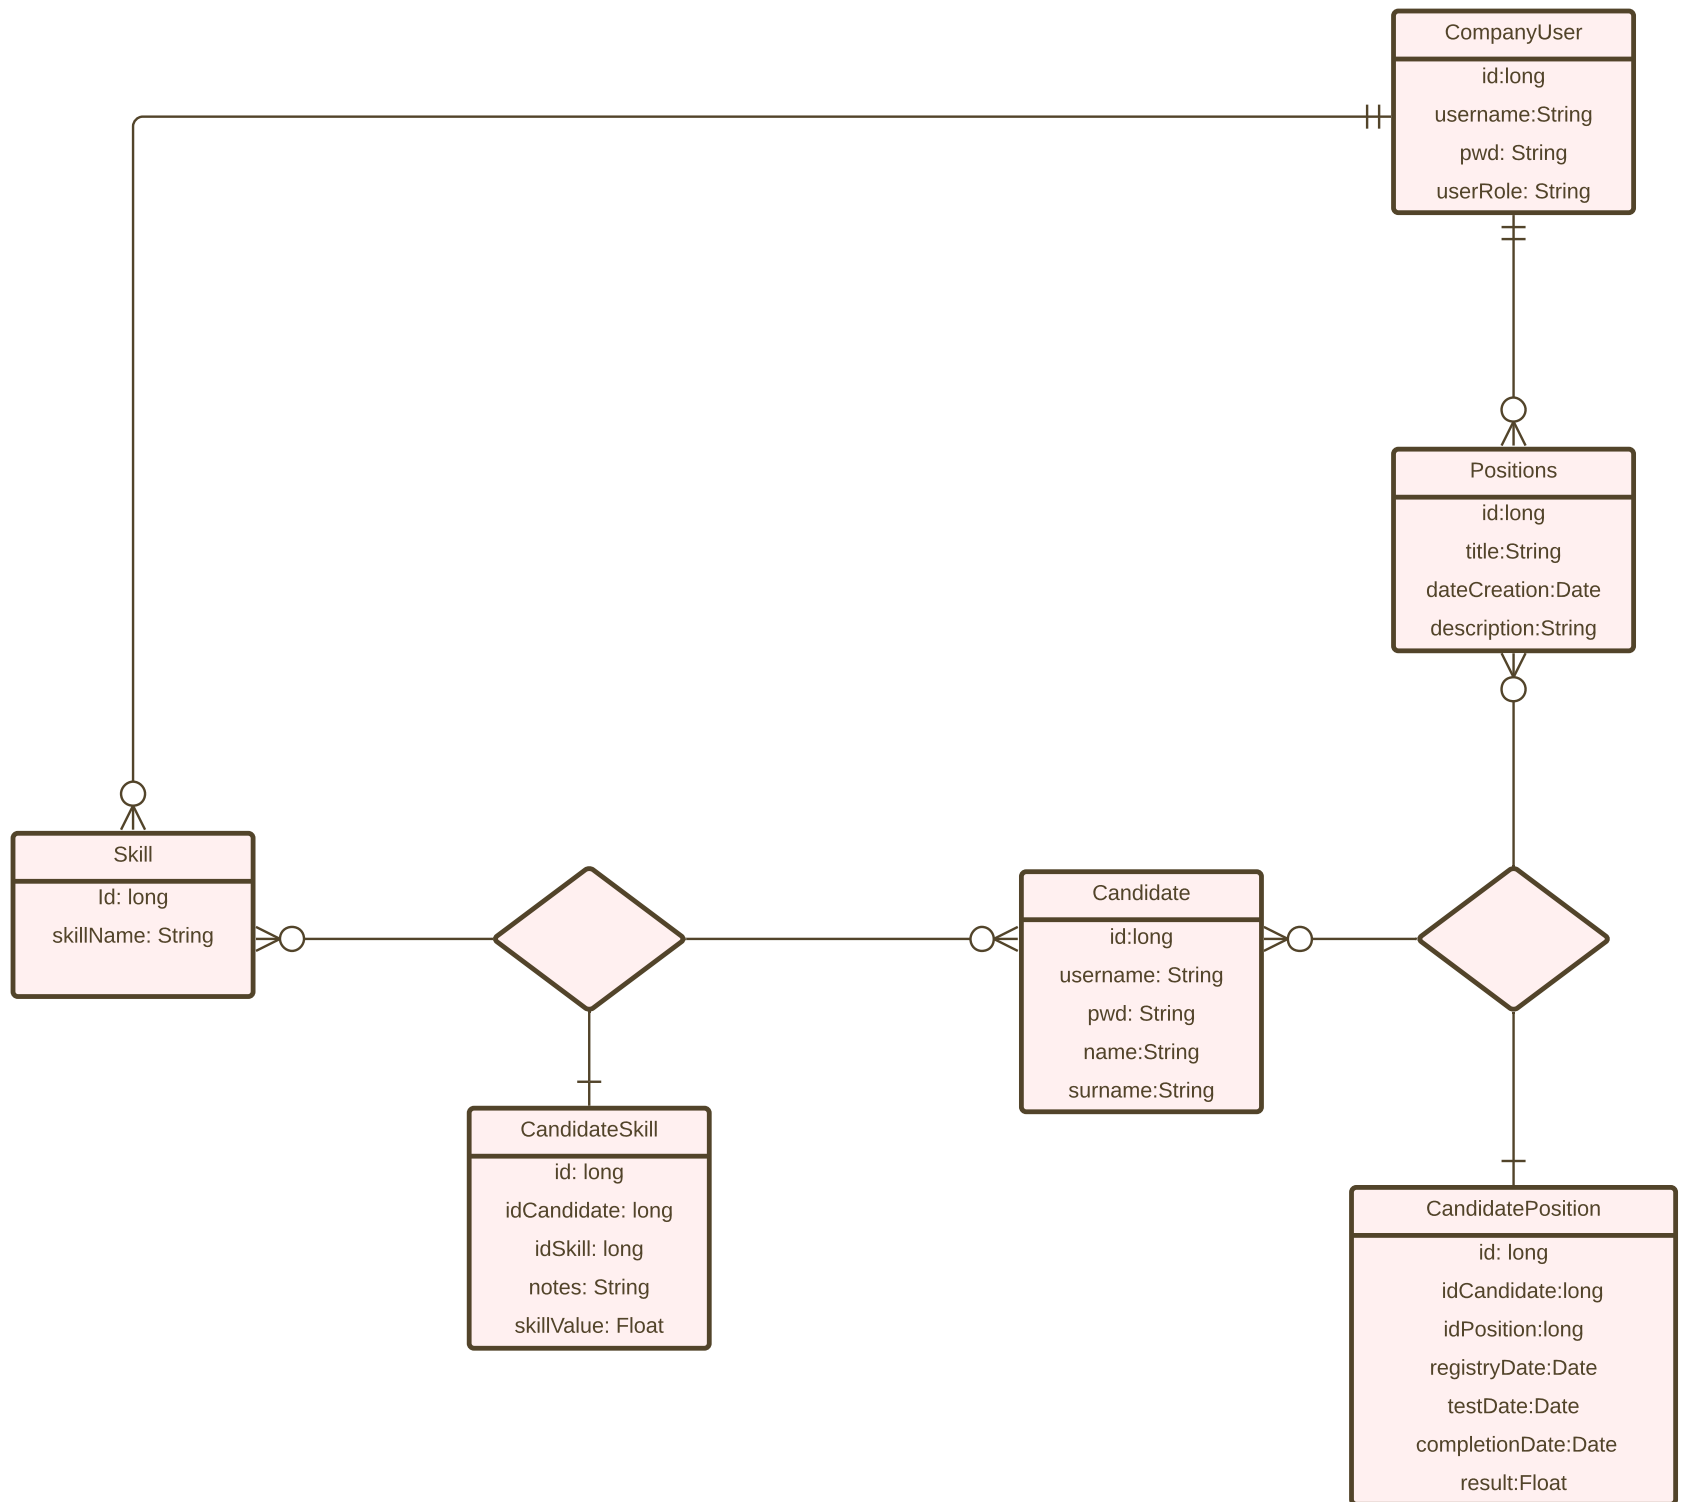 CompanyUser
id:long
username:String
pwd: String
userRole: String
Positions
id:long
title:String
dateCreation:Date
description:String
Skill
Id: long
skillName: String
Candidate
id:long
username: String
pwd: String
name:String
surname:String
CandidateSkill
id: long
idCandidate: long
idSkill: long
notes: String
skillValue: Float
CandidatePosition
id: long
idCandidate:long
idPosition:long
registryDate:Date
testDate:Date
completionDate:Date
result:Float